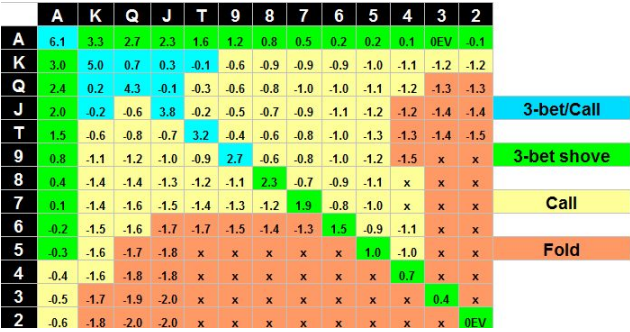 A K Q J T 9 8 7 6 5 4 3 2
A 6.1 3.3 2.7 2.3 1.6 1.2 0.8 0.5 0.2 0.2 0.1 0EV -0.1
K 3.0 5.0 0.7 0.3 -0.1 -0.6 -0.9 -0.9 -0.9 -1.0 -1.1 -1.2 -1.2
Q 2.4 0.2 4.3 -0.1 -0.3 -0.6 -0.8 -1.0 -1.0 -1.1 -1.2 -1.3 -1.3
J 2.0 -0.2 -0.6 3.8 -0.2 -0.5 -0.7 -0.9 -1.1 -1.2 -1.2 -1.4 -1.4 3-bet/Call
T 1.5 -0.6 -0.8 -0.7 3.2 -0.4 -0.6 -0.8 -1.0 -1.3 -1.3 -1.4 -1.5
9 0.8 -1.1 -1.2 -1.0 -0.9 2.7 -0.6 -0.8 -1.0 -1.2 -1.5 x x 3-bet shove
8 0.4 -1.4 -1.4 -1.3 -1.2 -1.1 2.3 -0.7 -0.9 -1.1 x x x
7 0.1 -1.4 -1.6 -1.5 -1.4 -1.3 -1.2 1.9 -0.8 -1.0 x x x Call
6 -0.2 -1.5 -1.6 -1.7 -1.7 -1.5 -1.4 -1.3 1.5 -0.9 -1.1 x x
5 -0.3 -1.6 -1.7 -1.8 x x x x x 1.0 -1.0 x x Fold
4 -0.4 -1.6 -1.8 -1.8 x x x x x x 0.7 x x
3 -0.5 -1.7 -1.9 -2.0 x x x x x x x 0.4 x
2 -0.6 -1.8 -2.0 -2.0 x x x x x x x x 0EV